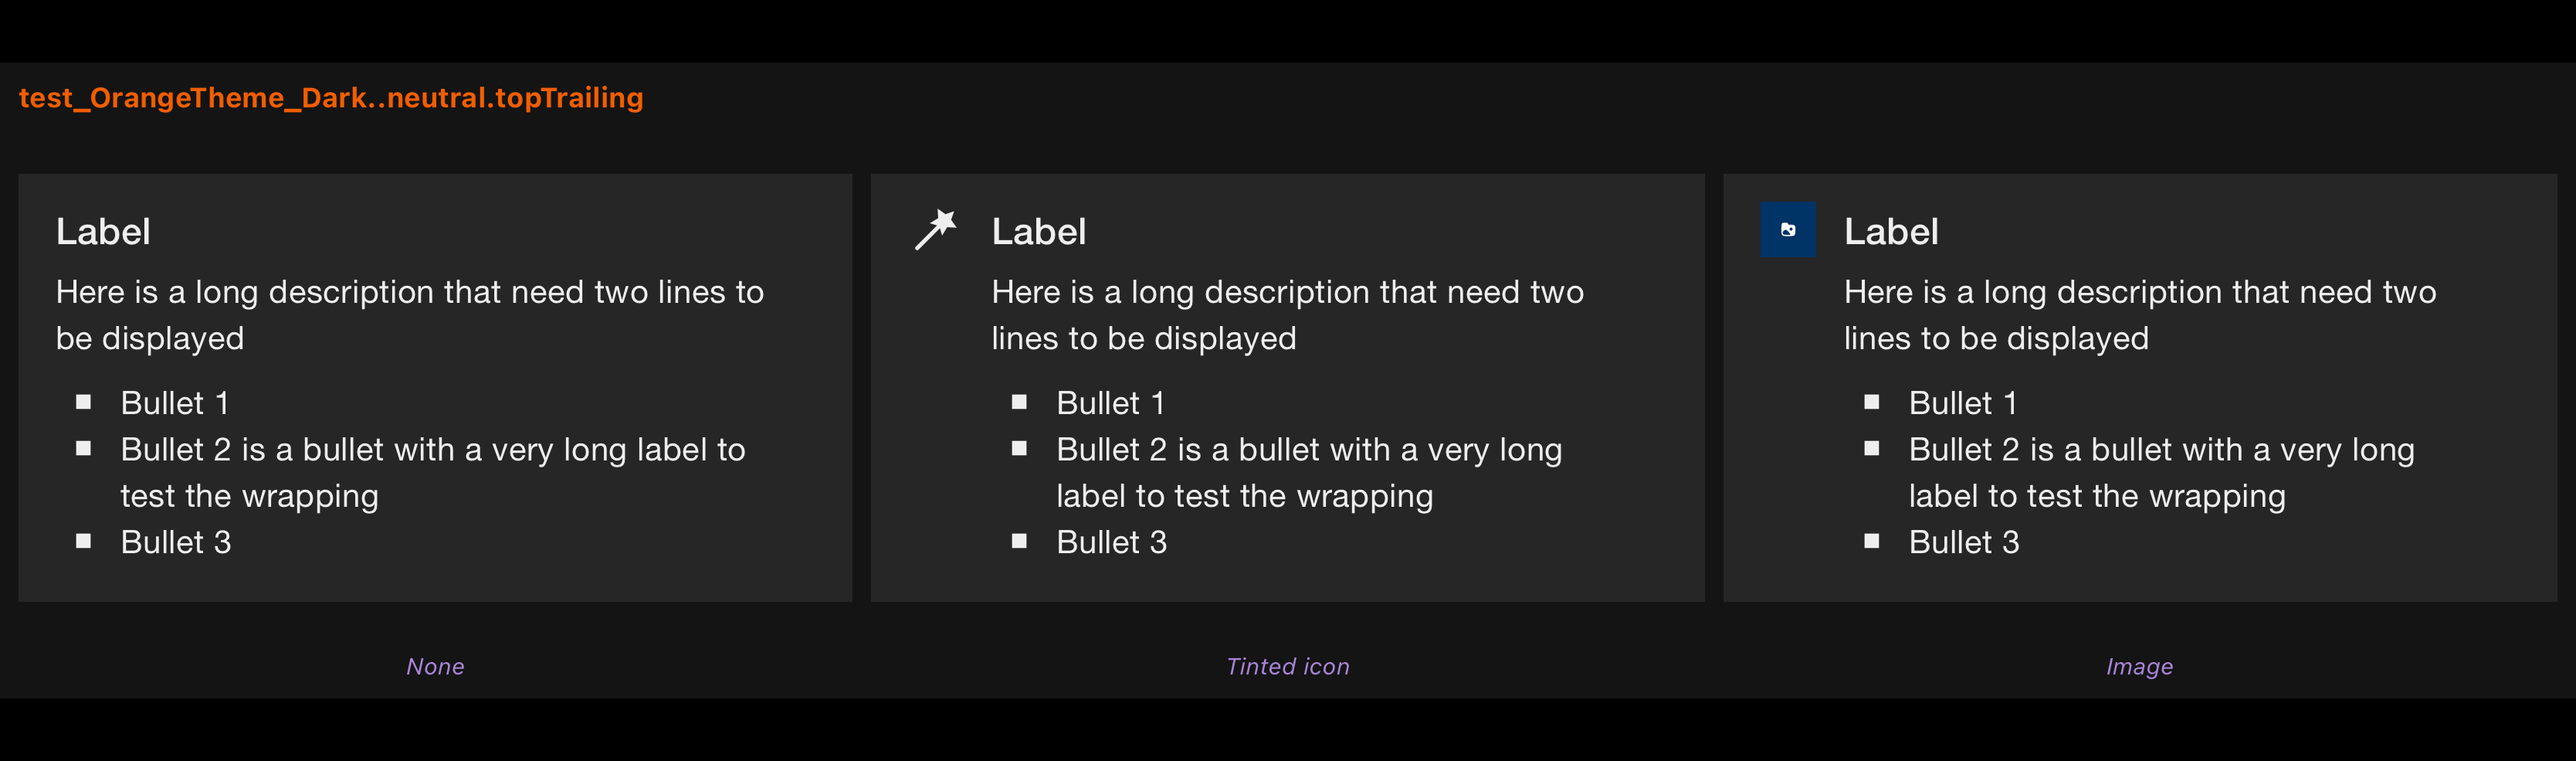 test_OrangeTheme_Dark..neutral.topTrailing
Label
Here is a long description that need two lines to
be displayed
Bullet 1
Bullet 2 is a bullet with a very long label to
test the wrapping
Bullet 3
None
Label
Here is a long description that need two
lines to be displayed
Bullet 1
Bullet 2 is a bullet with a very long
label to test the wrapping
Bullet 3
Tinted icon
Label
Here is a long description that need two
lines to be displayed
Bullet 1
Bullet 2 is a bullet with a very long
label to test the wrapping
Bullet 3
Image